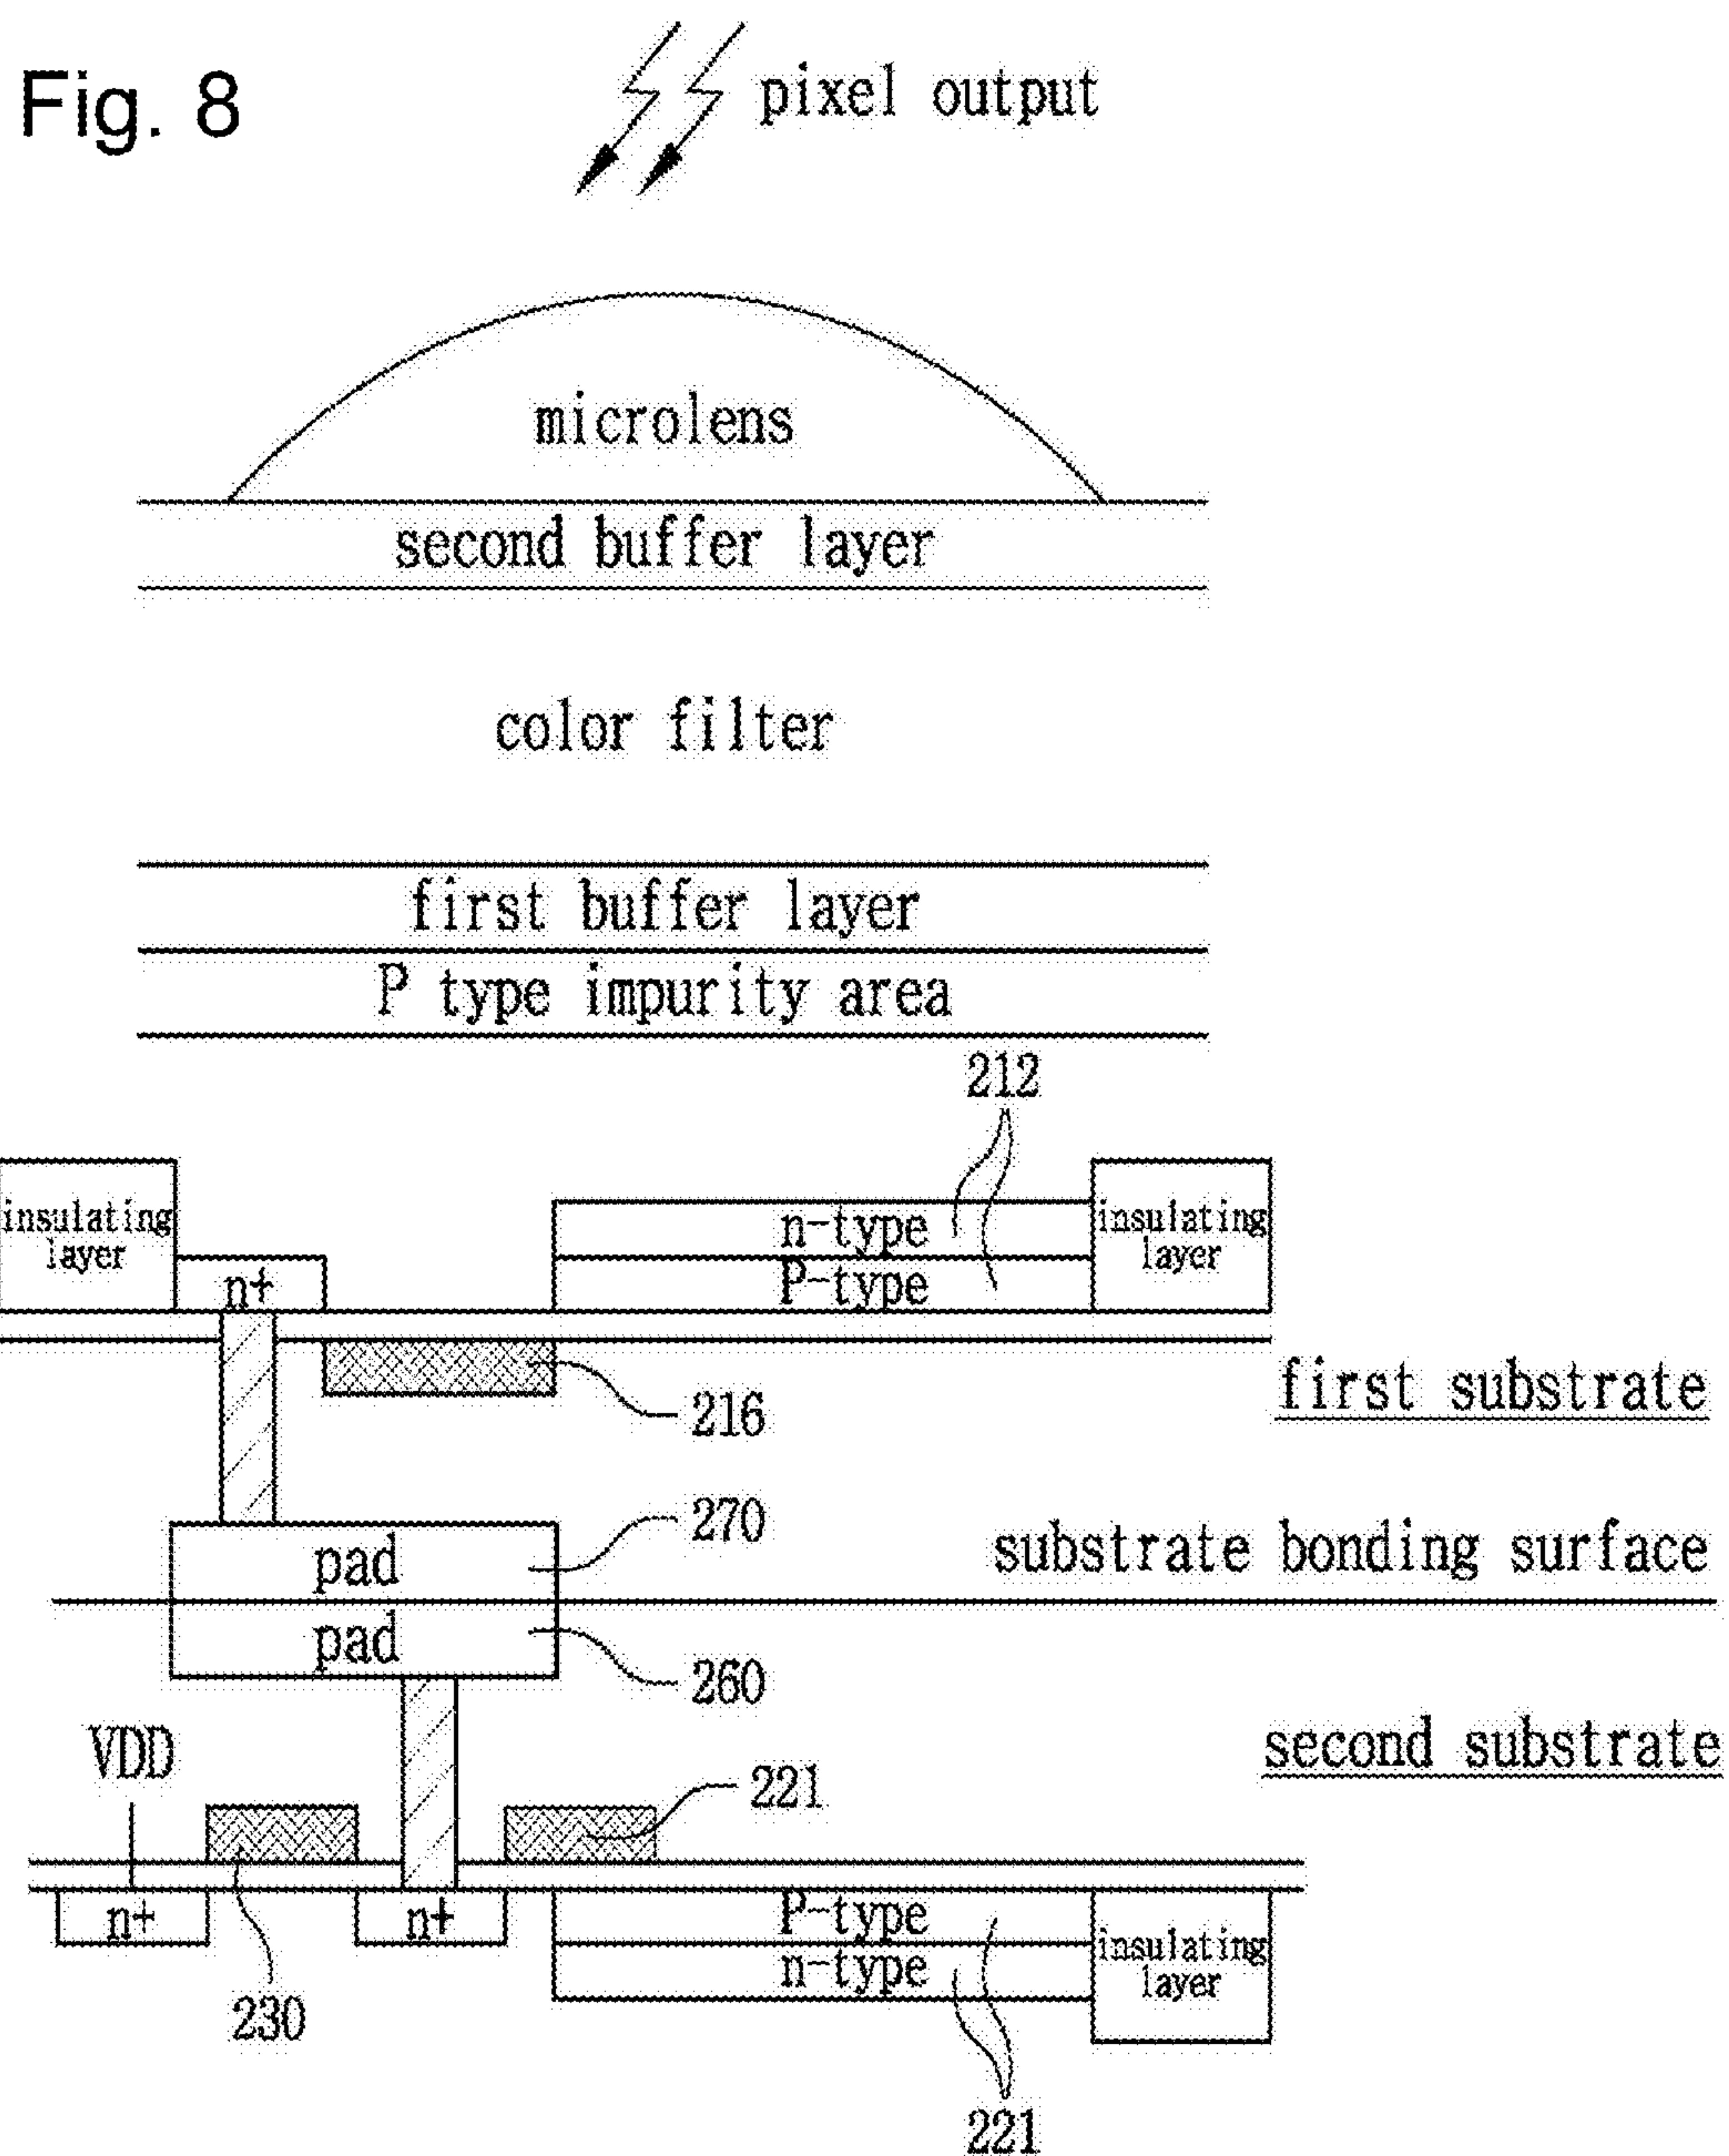 Fig. 8
pixel output
microlens
second buffer layer
color filter
first buffer layer
P type impurity area
212
insulating
layer
n+
n-type
P-type
insulating
layer
216
first substrate
270
pad
substrate bonding surface
pad
260
second substrate
VDD
221
n+
n+
P-type
n-type
insulating
layer
230
221